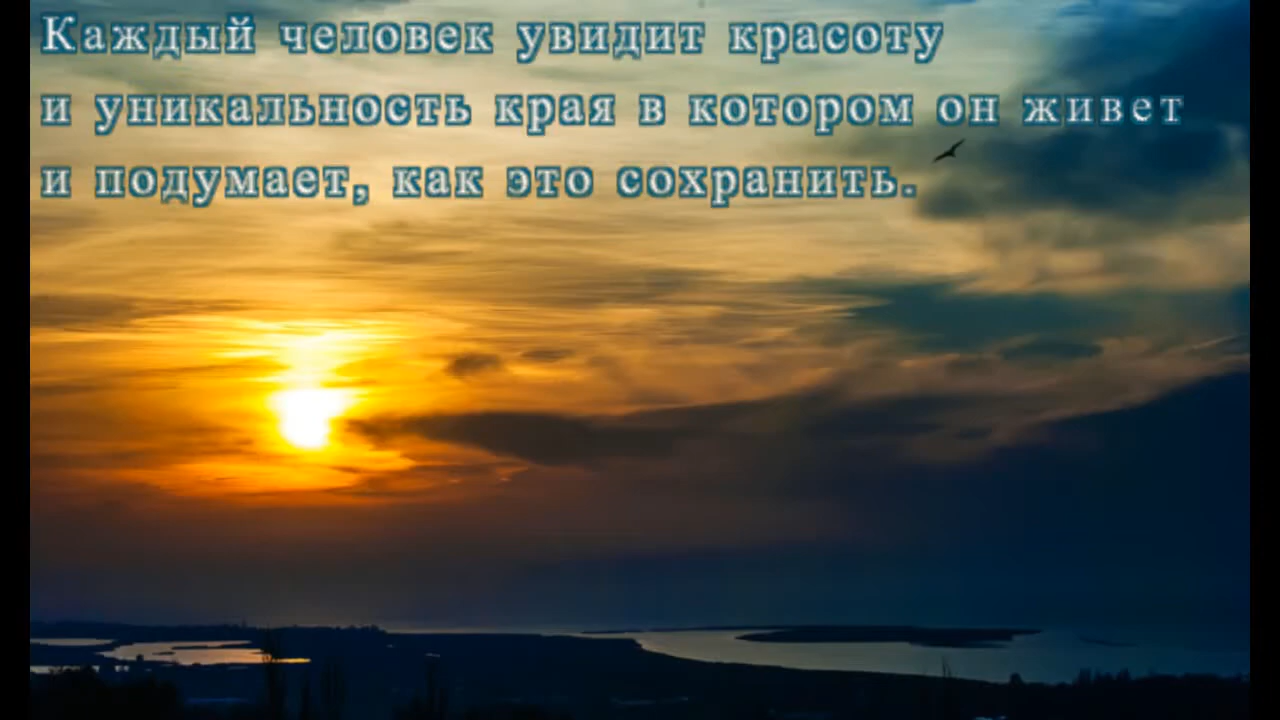 Каждый человек увидит красоту
и уникальность края в котором он живет
и подумает, как это сохранить.